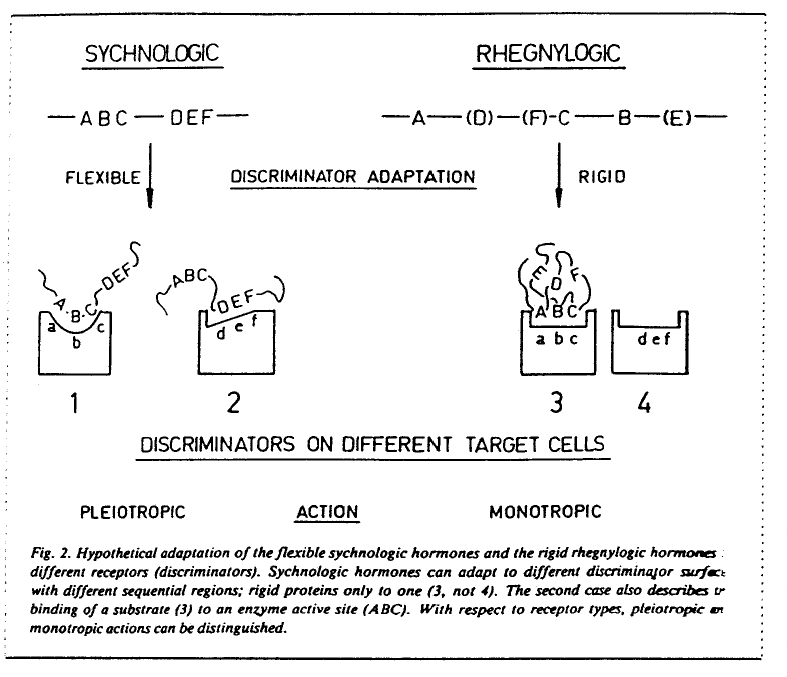 SYCHNOLOGIC RHEGNYLOGIC
—ABC—DEF— —A—(D)—(F)-C—B—(E)—
FLEXIBLE DISCRIMINATOR ADAPTATION RIGID
A·B·C DEF ABC DEF E D F ABC
a b c d e f a b c d e f
1 2 3 4
DISCRIMINATORS ON DIFFERENT TARGET CELLS
PLEIOTROPIC ACTION MONOTROPIC
Fig. 2. Hypothetical adaptation of the flexible sychnologic hormones and the rigid rhegnylogic hormones
different receptors (discriminators). Sychnologic hormones can adapt to different discriminator
with different sequential regions; rigid proteins only to one (3, not 4). The second case also describes
binding of a substrate (3) to an enzyme active site (ABC). With respect to receptor types, pleiotropic
monotropic actions can be distinguished.